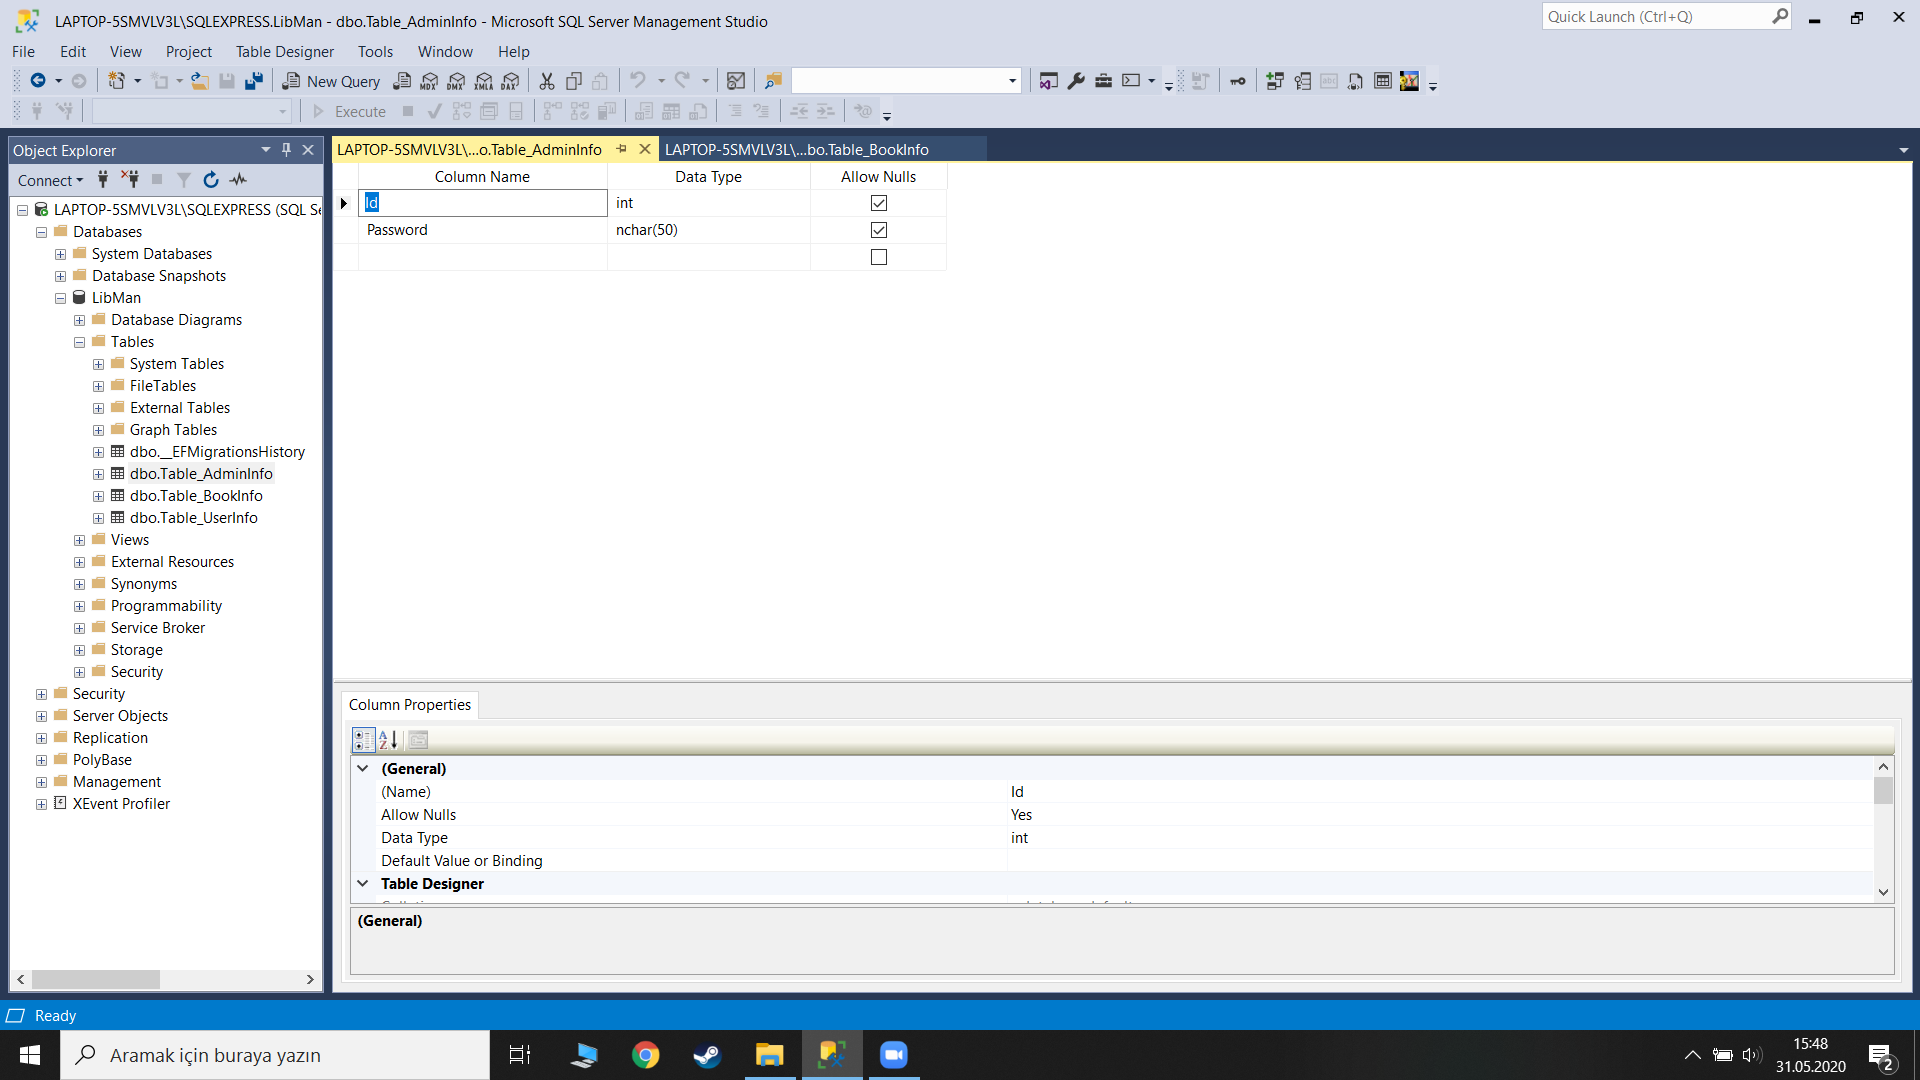 LAPTOP-5SMVLV3L\SQLEXPRESS.LibMan - dbo.Table_AdminInfo - Microsoft SQL Server Management Studio
Quick Launch (Ctrl+Q)
File Edit View Project Table Designer Tools Window Help
New Query MDX DMX XMLA DAX
Execute
Object Explorer
LAPTOP-5SMVLV3L\...o.Table_AdminInfo LAPTOP-5SMVLV3L\...bo.Table_BookInfo
Connect
Column Name Data Type Allow Nulls
Id int
Password nchar(50)
LAPTOP-5SMVLV3L\SQLEXPRESS (SQL Se
Databases
System Databases
Database Snapshots
LibMan
Database Diagrams
Tables
System Tables
FileTables
External Tables
Graph Tables
dbo.__EFMigrationsHistory
dbo.Table_AdminInfo
dbo.Table_BookInfo
dbo.Table_UserInfo
Views
External Resources
Synonyms
Programmability
Service Broker
Storage
Security
Security
Server Objects
Replication
PolyBase
Management
XEvent Profiler
Column Properties
(General)
(Name) Id
Allow Nulls Yes
Data Type int
Default Value or Binding
Table Designer
(General)
Ready
Aramak için buraya yazın
15:48
31.05.2020
2